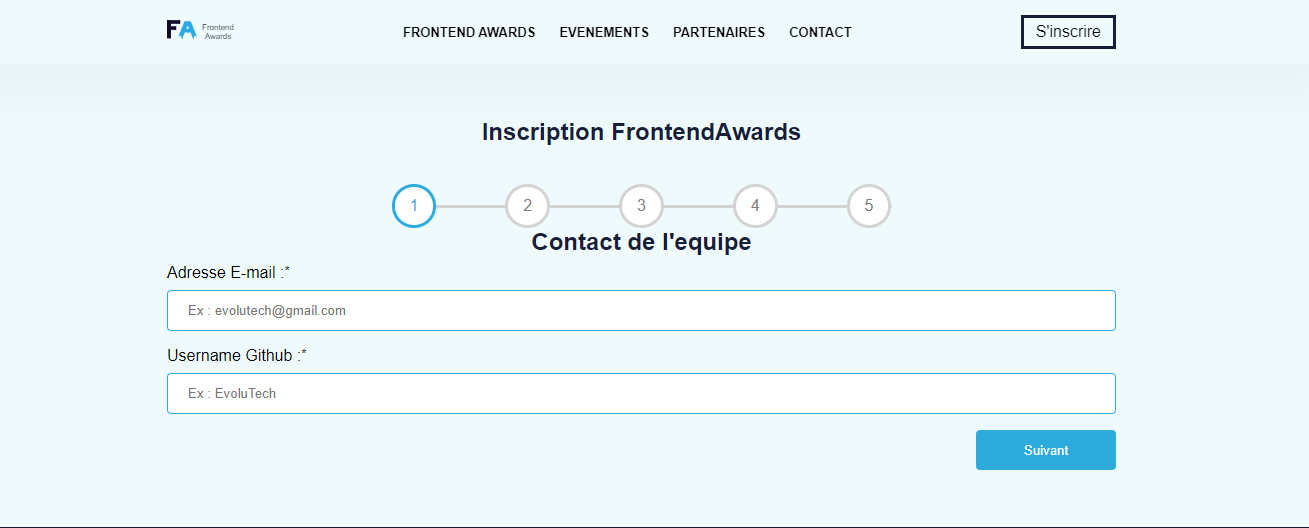 FA Frontend
Awards
FRONTEND AWARDS EVENEMENTS PARTENAIRES CONTACT
S'inscrire
Inscription FrontendAwards
1 2 3 4 5
Contact de l'equipe
Adresse E-mail :*
Ex : evolutech@gmail.com
Username Github :*
Ex : EvoluTech
Suivant